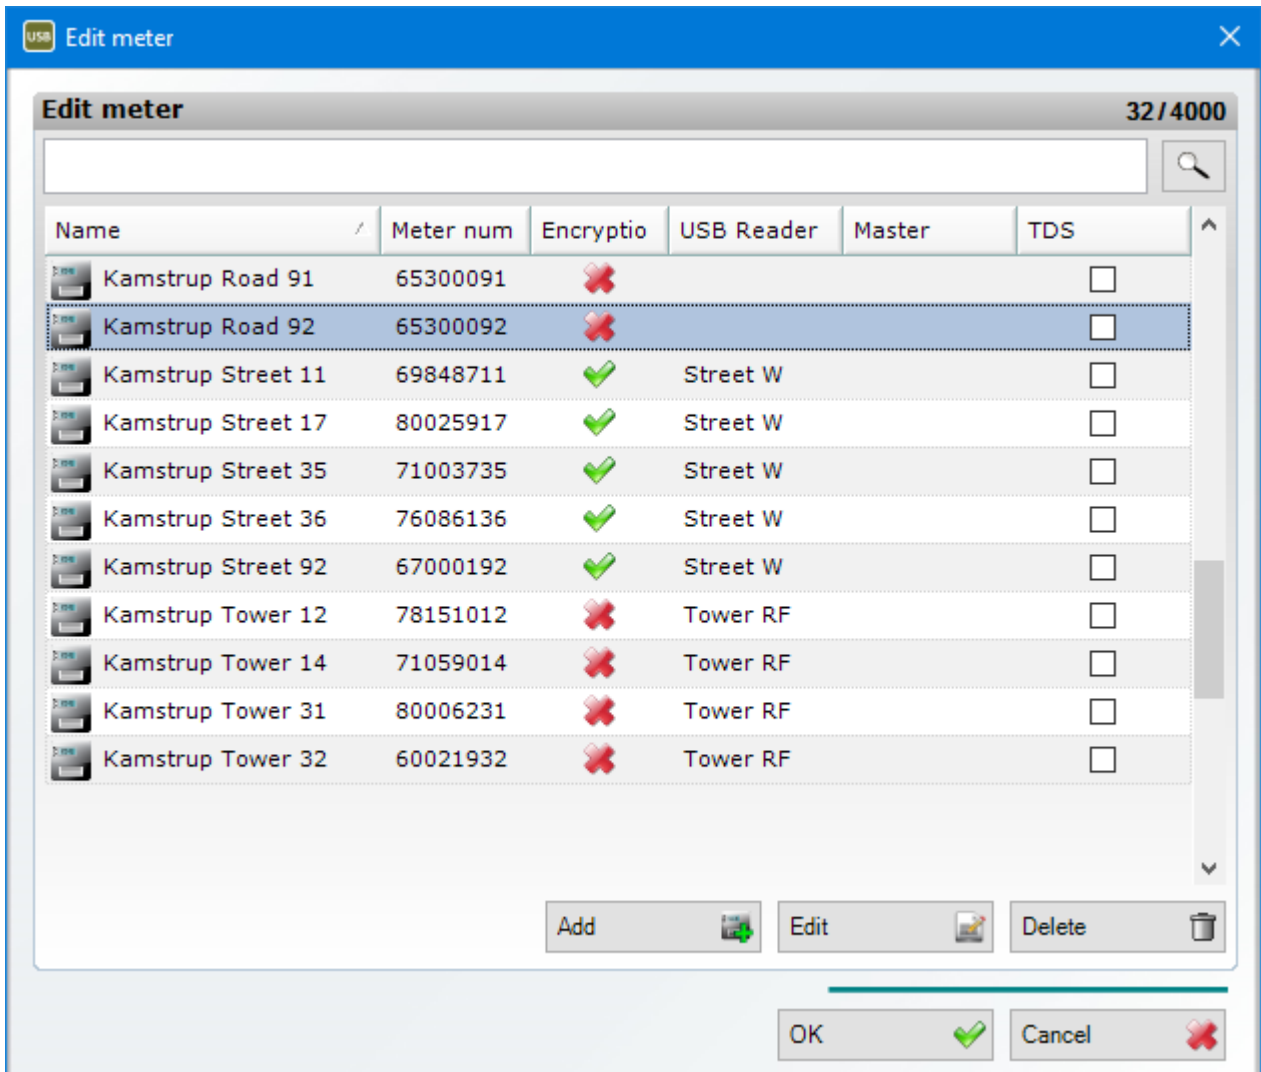 USB Edit meter
Edit meter 32/4000
Name Meter num Encryptio USB Reader Master TDS
Kamstrup Road 91 65300091
Kamstrup Road 92 65300092
Kamstrup Street 11 69848711 Street W
Kamstrup Street 17 80025917 Street W
Kamstrup Street 35 71003735 Street W
Kamstrup Street 36 76086136 Street W
Kamstrup Street 92 67000192 Street W
Kamstrup Tower 12 78151012 Tower RF
Kamstrup Tower 14 71059014 Tower RF
Kamstrup Tower 31 80006231 Tower RF
Kamstrup Tower 32 60021932 Tower RF
Add Edit Delete
OK Cancel